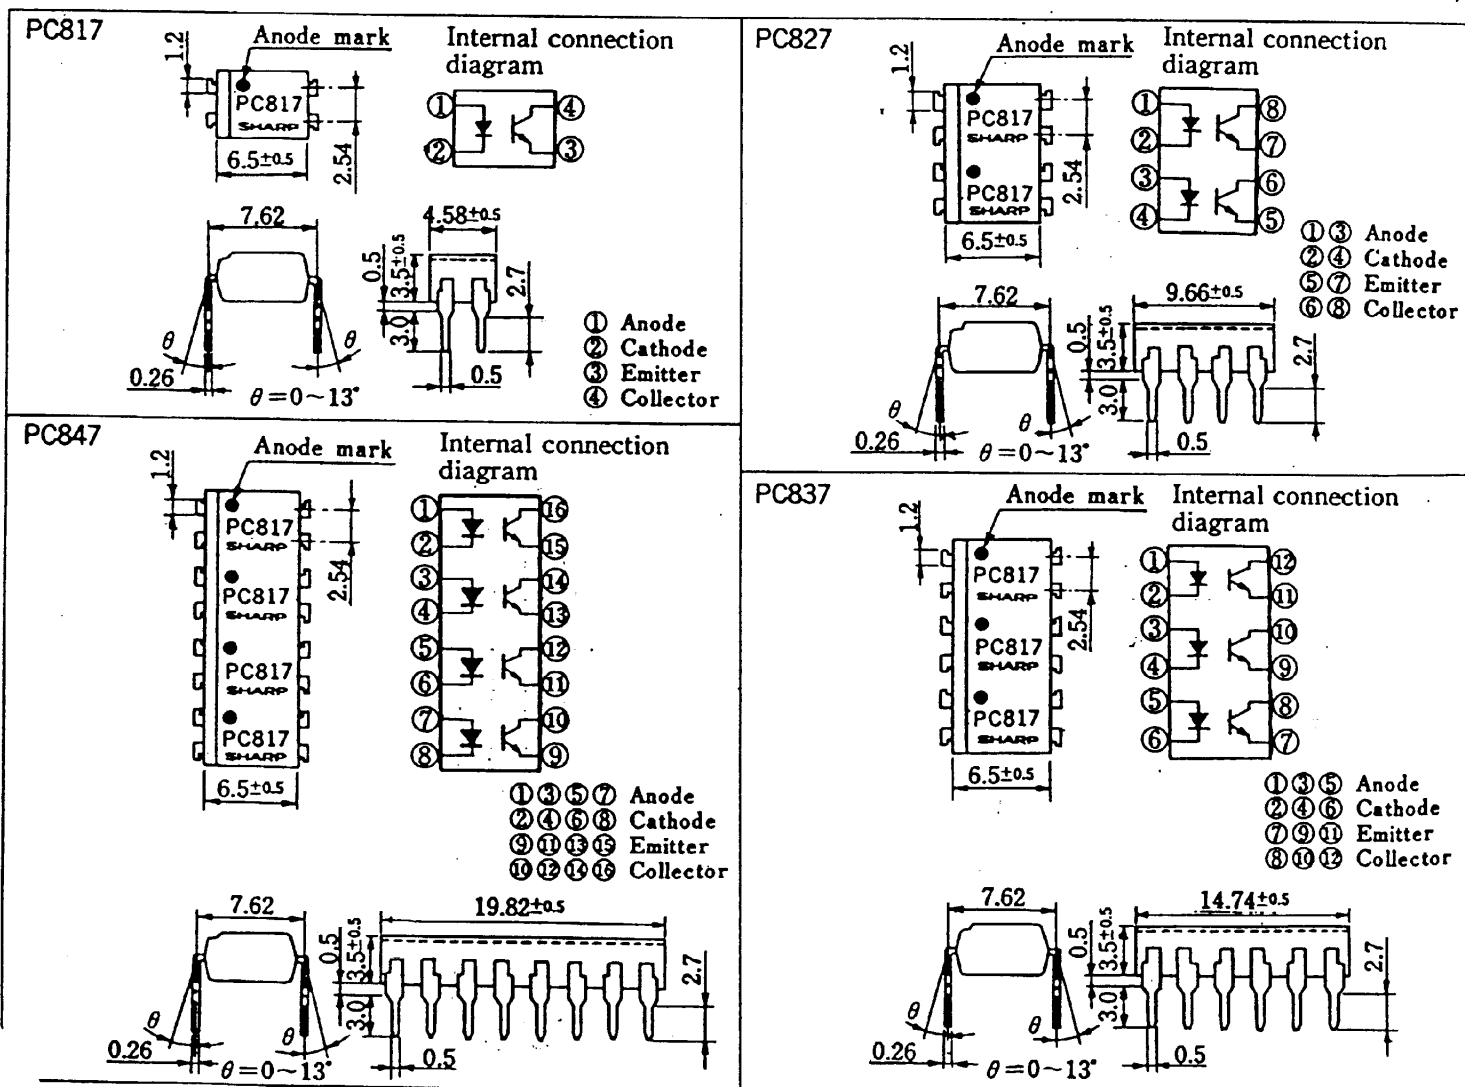 PC817
Anode mark
Internal connection
diagram
1.2
PC817
SHARP
6.5±0.5
2.54
① ④
② ③
7.62
4.58±0.5
0.5
3.5±0.5
2.7
3.0
θ θ
0.26
θ=0~13°
0.5
① Anode
② Cathode
③ Emitter
④ Collector
PC827
Anode mark
Internal connection
diagram
1.2
PC817
SHARP
PC817
SHARP
2.54
6.5±0.5
① ⑧
② ⑦
③ ⑥
④ ⑤
①③ Anode
②④ Cathode
⑤⑦ Emitter
⑥⑧ Collector
7.62
9.66±0.5
0.5
3.5±0.5
2.7
3.0
θ θ
0.26
θ=0~13°
0.5
PC847
Anode mark
Internal connection
diagram
1.2
PC817
SHARP
PC817
SHARP
PC817
SHARP
PC817
SHARP
2.54
6.5±0.5
① ⑯
② ⑮
③ ⑭
④ ⑬
⑤ ⑫
⑥ ⑪
⑦ ⑩
⑧ ⑨
①③⑤⑦ Anode
②④⑥⑧ Cathode
⑨⑪⑬⑮ Emitter
⑩⑫⑭⑯ Collector
7.62
19.82±0.5
0.5
3.5±0.5
2.7
3.0
θ θ
0.26
θ=0~13°
0.5
PC837
Anode mark
Internal connection
diagram
1.2
PC817
SHARP
PC817
SHARP
PC817
SHARP
2.54
6.5±0.5
① ⑫
② ⑪
③ ⑩
④ ⑨
⑤ ⑧
⑥ ⑦
①③⑤ Anode
②④⑥ Cathode
⑦⑨⑪ Emitter
⑧⑩⑫ Collector
7.62
14.74±0.5
0.5
3.5±0.5
2.7
3.0
θ θ
0.26
θ=0~13°
0.5